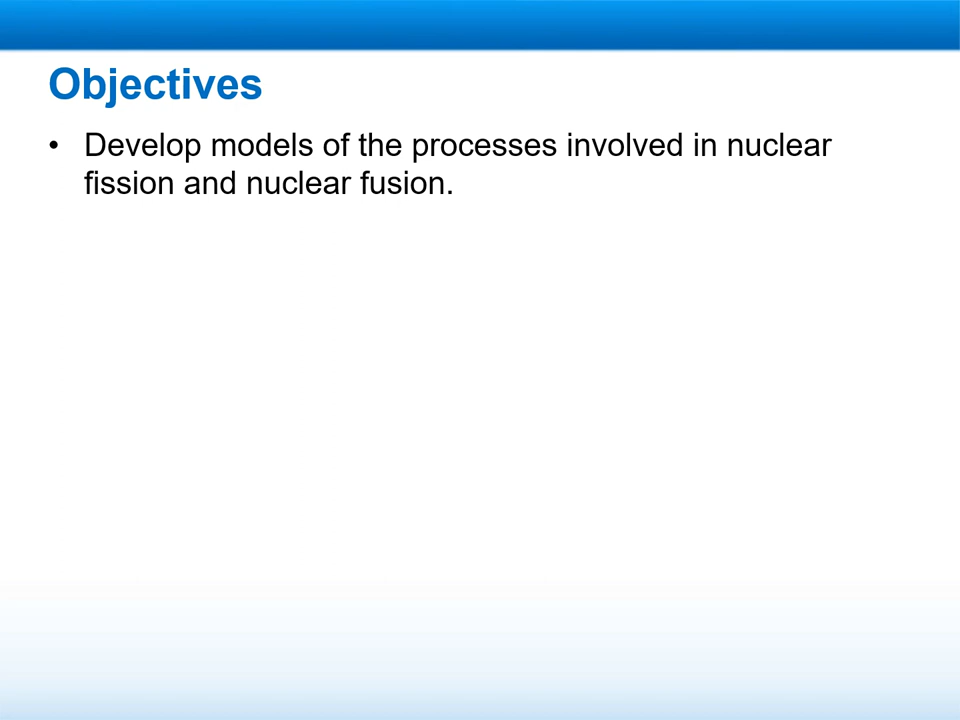 Objectives
• Develop models of the processes involved in nuclear
fission and nuclear fusion.